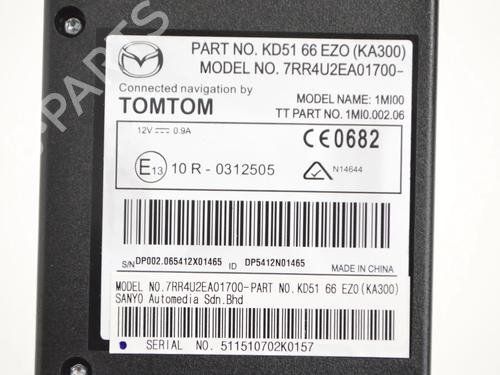 PART NO. KD51 66 EZO (KA300)
MODEL NO. 7RR4U2EA01700-
Connected navigation by
TOMTOM
MODEL NAME: 1MI00
TT PART NO. 1MI0.002.06
12V 0.9A
CE0682
E13 10 R - 0312505
N14644
S/N DP002.065412X01465 ID DP5412N01465
MADE IN CHINA
MODEL NO.7RR4U2EA01700-PART NO.KD51 66 EZ0(KA300)
SANYO Automedia Sdn.Bhd
SERIAL NO. 511510702K0157